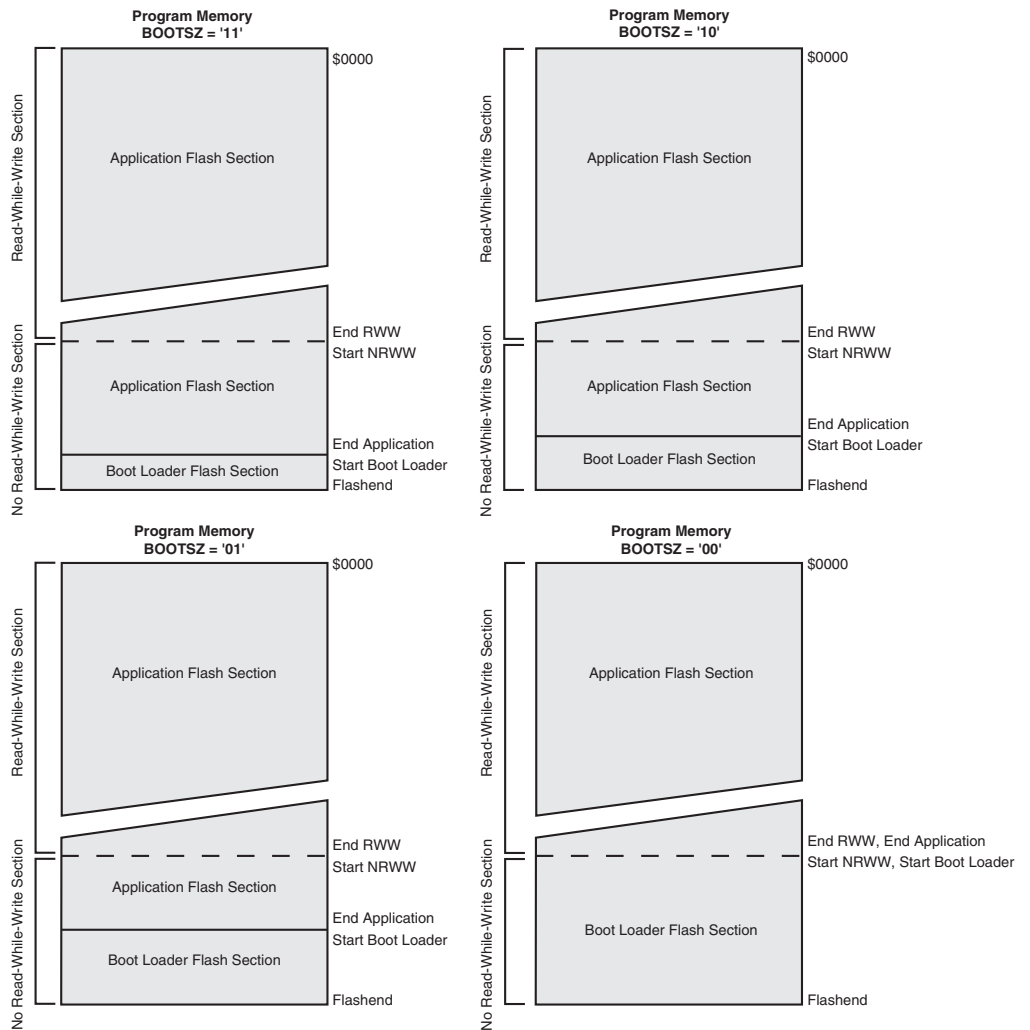 Program Memory
BOOTSZ = '11'
$0000
Read-While-Write Section
Application Flash Section
End RWW
Start NRWW
No Read-While-Write Section
Application Flash Section
End Application
Start Boot Loader
Boot Loader Flash Section
Flashend
Program Memory
BOOTSZ = '10'
$0000
Read-While-Write Section
Application Flash Section
End RWW
Start NRWW
No Read-While-Write Section
Application Flash Section
End Application
Start Boot Loader
Boot Loader Flash Section
Flashend
Program Memory
BOOTSZ = '01'
$0000
Read-While-Write Section
Application Flash Section
End RWW
Start NRWW
No Read-While-Write Section
Application Flash Section
End Application
Start Boot Loader
Boot Loader Flash Section
Flashend
Program Memory
BOOTSZ = '00'
$0000
Read-While-Write Section
Application Flash Section
End RWW, End Application
Start NRWW, Start Boot Loader
No Read-While-Write Section
Boot Loader Flash Section
Flashend